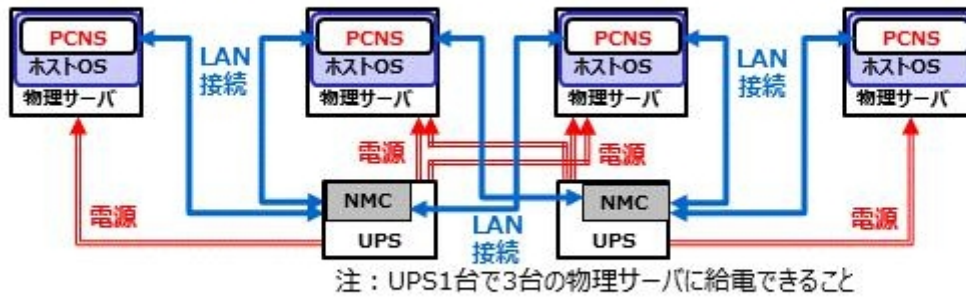 PCNS
ホストOS
物理サーバ
PCNS
ホストOS
物理サーバ
PCNS
ホストOS
物理サーバ
PCNS
ホストOS
物理サーバ
LAN
接続
LAN
接続
電源
電源
電源
NMC
UPS
LAN
接続
NMC
UPS
電源
注：UPS1台で3台の物理サーバに給電できること